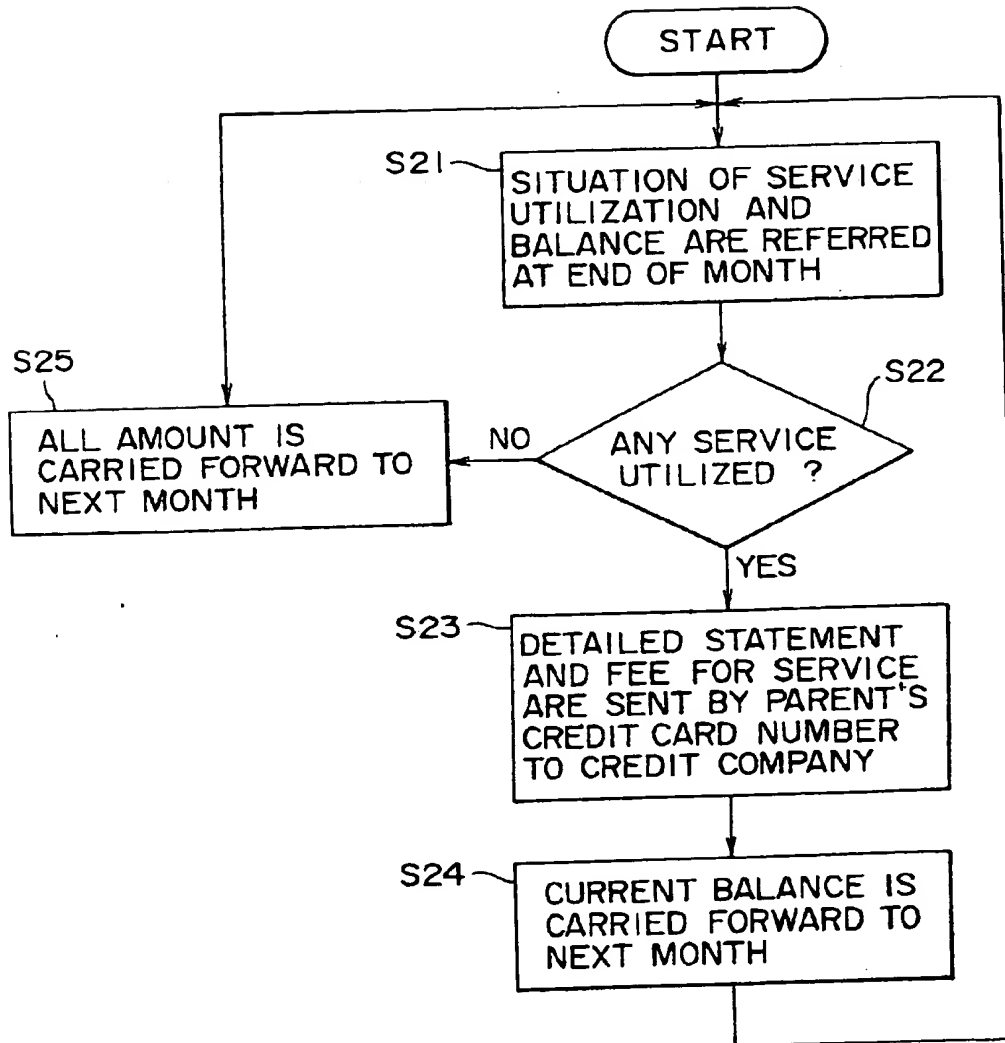 START
S21
SITUATION OF SERVICE
UTILIZATION AND
BALANCE ARE REFERRED
AT END OF MONTH
S25
ALL AMOUNT IS
CARRIED FORWARD TO
NEXT MONTH
NO
S22
ANY SERVICE
UTILIZED ?
YES
S23
DETAILED STATEMENT
AND FEE FOR SERVICE
ARE SENT BY PARENT'S
CREDIT CARD NUMBER
TO CREDIT COMPANY
S24
CURRENT BALANCE IS
CARRIED FORWARD TO
NEXT MONTH